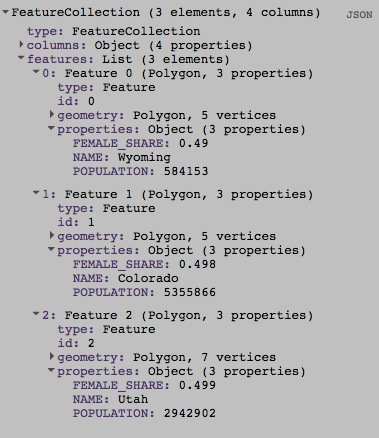 FeatureCollection (3 elements, 4 columns) JSON
type: FeatureCollection
columns: Object (4 properties)
features: List (3 elements)
0: Feature 0 (Polygon, 3 properties)
type: Feature
id: 0
geometry: Polygon, 5 vertices
properties: Object (3 properties)
FEMALE_SHARE: 0.49
NAME: Wyoming
POPULATION: 584153
1: Feature 1 (Polygon, 3 properties)
type: Feature
id: 1
geometry: Polygon, 5 vertices
properties: Object (3 properties)
FEMALE_SHARE: 0.498
NAME: Colorado
POPULATION: 5355866
2: Feature 2 (Polygon, 3 properties)
type: Feature
id: 2
geometry: Polygon, 7 vertices
properties: Object (3 properties)
FEMALE_SHARE: 0.499
NAME: Utah
POPULATION: 2942902